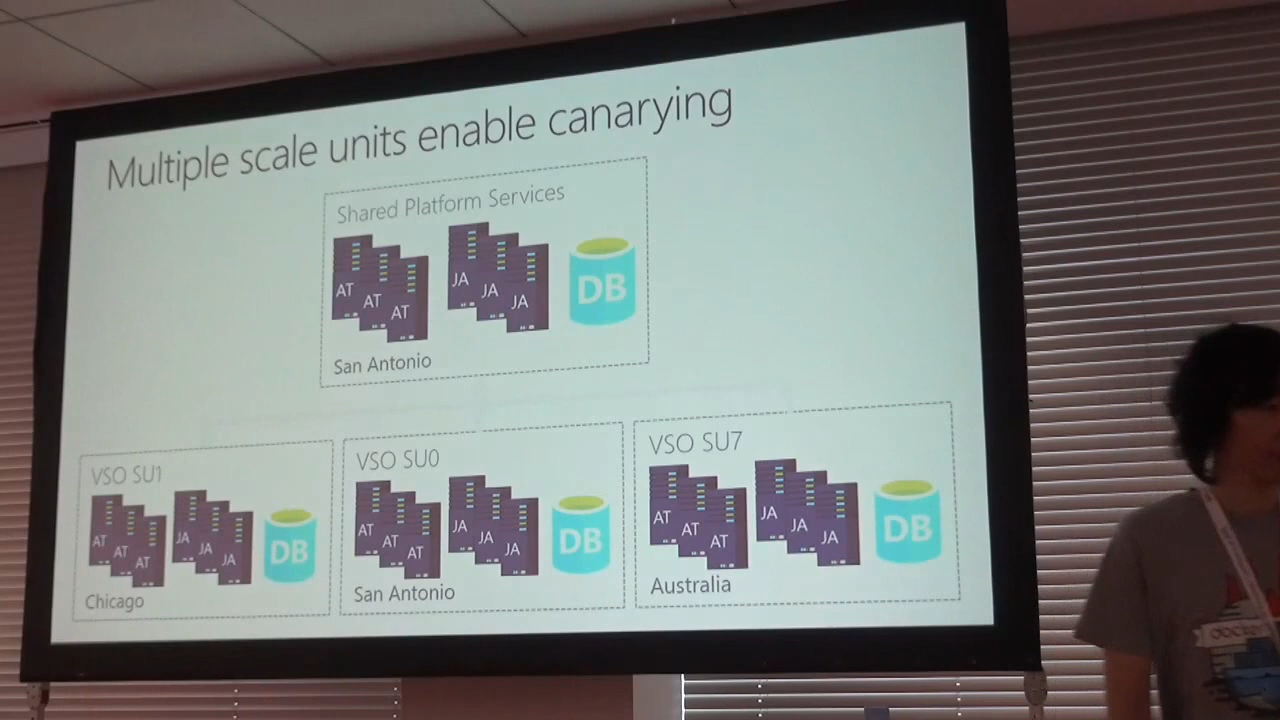 Multiple scale units enable canarying
Shared Platform Services
AT AT AT JA JA JA DB
San Antonio
VSO SU1
AT AT AT JA JA JA DB
Chicago
VSO SU0
AT AT AT JA JA JA DB
San Antonio
VSO SU7
AT AT AT JA JA JA DB
Australia